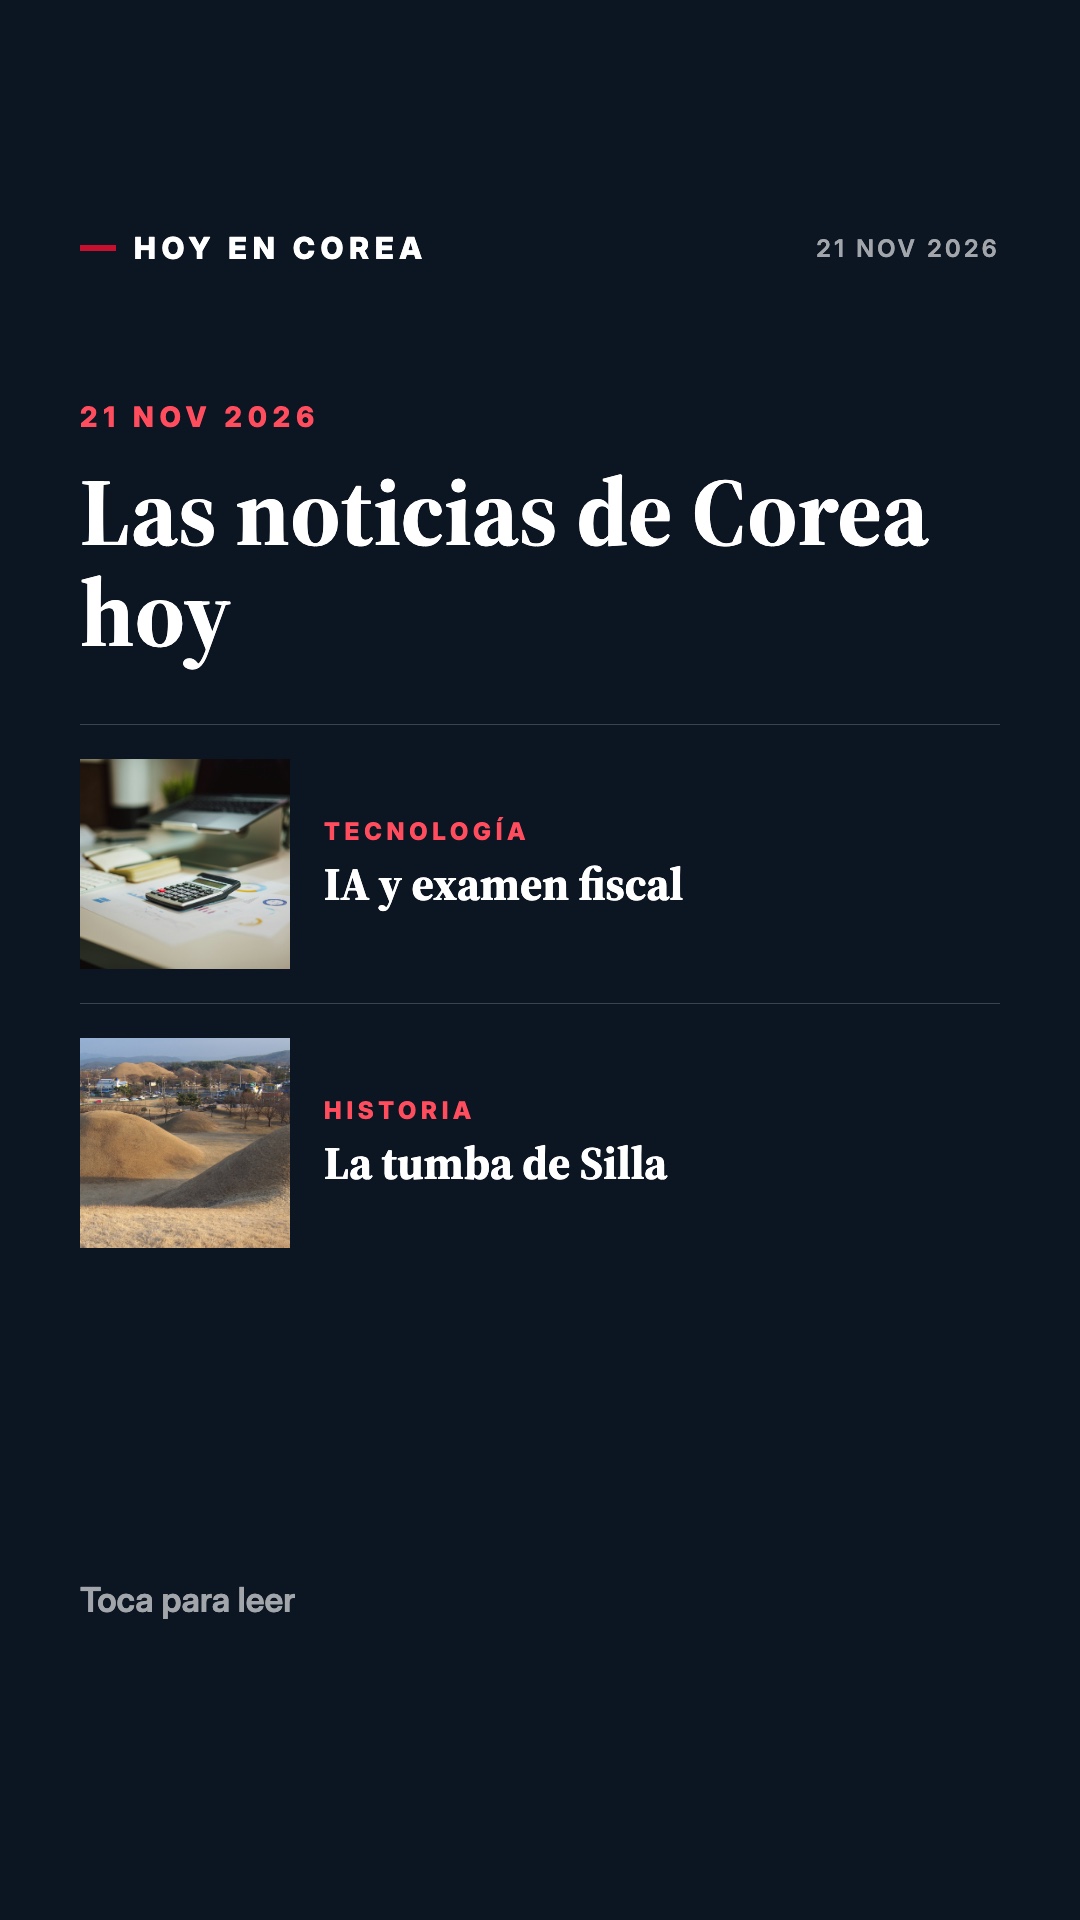 HOY EN COREA
21 NOV 2026
21 NOV 2026
Las noticias de Corea
hoy
TECNOLOGÍA
IA y examen fiscal
HISTORIA
La tumba de Silla
Toca para leer